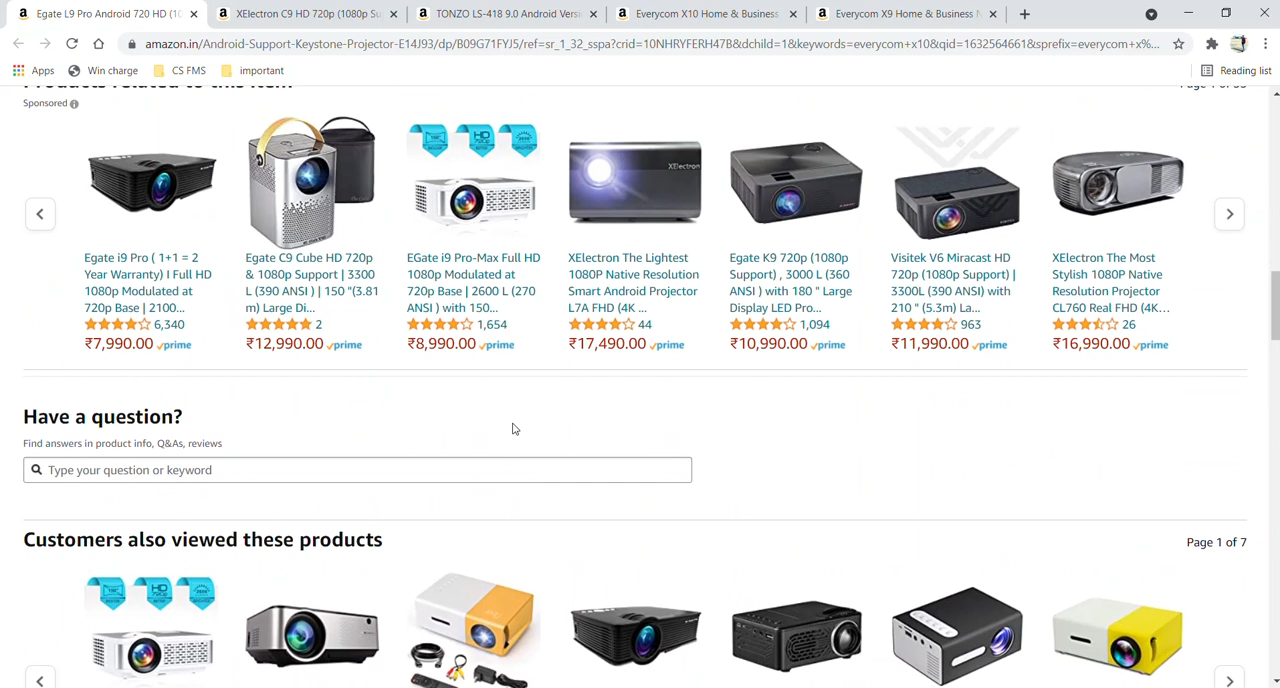 Egate L9 Pro Android 720 HD (10
XElectron C9 HD 720p (1080p Su
TONZO LS-418 9.0 Android Versi
Everycom X10 Home & Business
Everycom X9 Home & Business N
amazon.in/Android-Support-Keystone-Projector-E14J93/dp/B09G71FYJ5/ref=sr_1_32_sspa?crid=10NHRYFERH47B&dchild=1&keywords=everycom+x10&qid=1632564661&sprefix=everycom+x%...
Apps
Win charge
CS FMS
important
Reading list
Products related to this item
Page 1 of 55
Sponsored
Egate i9 Pro ( 1+1 = 2
Year Warranty) I Full HD
1080p Modulated at
720p Base | 2100...
6,340
₹7,990.00 prime
Egate C9 Cube HD 720p
& 1080p Support | 3300
L (390 ANSI ) | 150 "(3.81
m) Large Di...
2
₹12,990.00 prime
EGate i9 Pro-Max Full HD
1080p Modulated at
720p Base | 2600 L (270
ANSI ) with 150...
1,654
₹8,990.00 prime
XElectron
XElectron The Lightest
1080P Native Resolution
Smart Android Projector
L7A FHD (4K ...
44
₹17,490.00 prime
Egate K9 720p (1080p
Support) , 3000 L (360
ANSI ) with 180 " Large
Display LED Pro...
1,094
₹10,990.00 prime
Visitek V6 Miracast HD
720p (1080p Support) |
3300L (390 ANSI) with
210 " (5.3m) La...
963
₹11,990.00 prime
XElectron The Most
Stylish 1080P Native
Resolution Projector
CL760 Real FHD (4K...
26
₹16,990.00 prime
Have a question?
Find answers in product info, Q&As, reviews
Type your question or keyword
Customers also viewed these products
Page 1 of 7